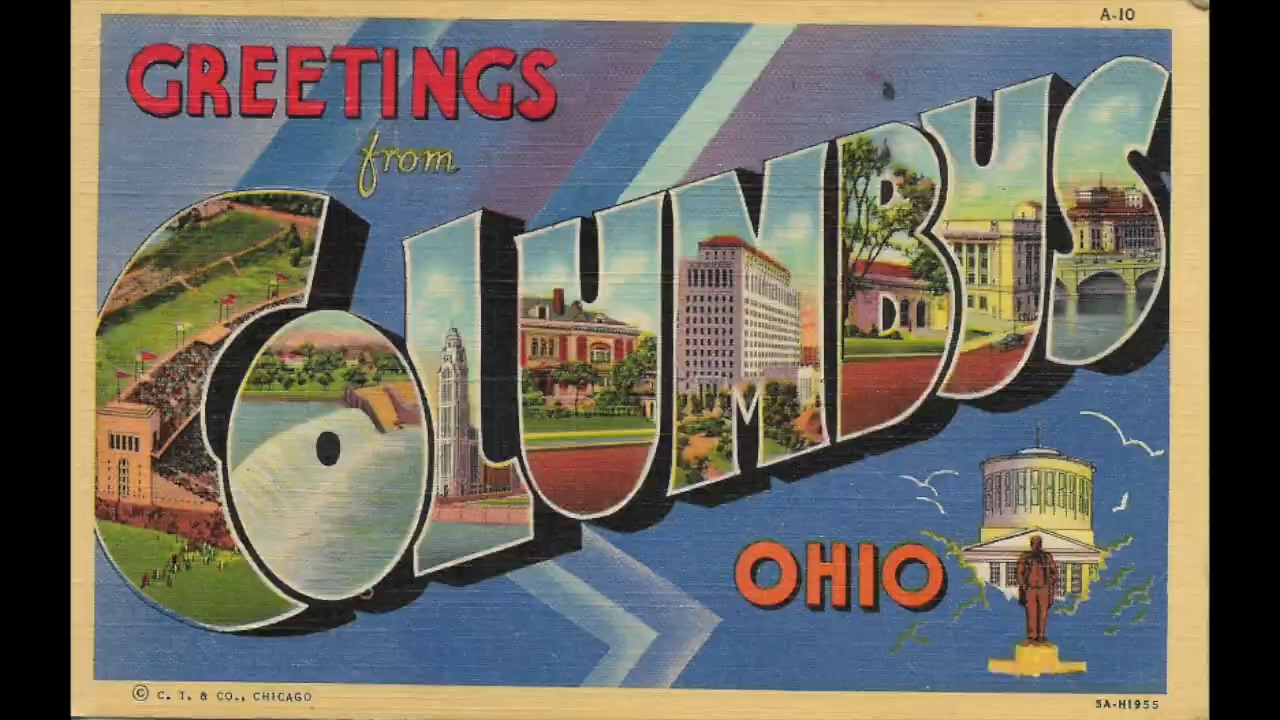 A-10
GREETINGS
from
COLUMBUS
OHIO
© C. T. & CO., CHICAGO
5A-H1955